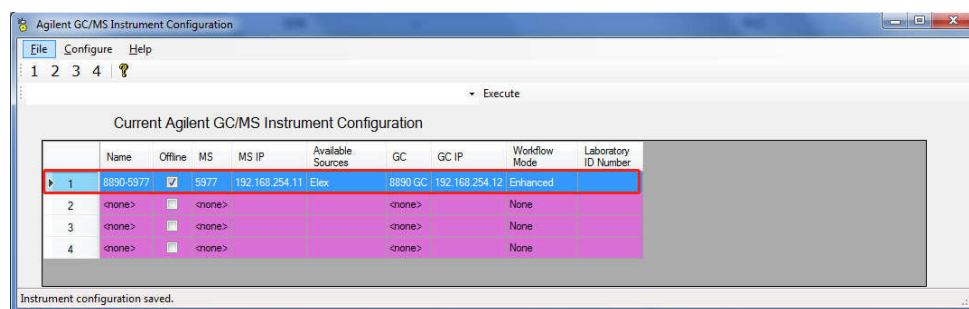 Agilent GC/MS Instrument Configuration
File Configure Help
1 2 3 4 ?
Execute
Current Agilent GC/MS Instrument Configuration
Name Offline MS MS IP Available Sources GC GC IP Workflow Mode Laboratory ID Number
1 8890-5977 5977 192.168.254.11 Elex 8890 GC 192.168.254.12 Enhanced
2 <none> <none> <none> None
3 <none> <none> <none> None
4 <none> <none> <none> None
Instrument configuration saved.